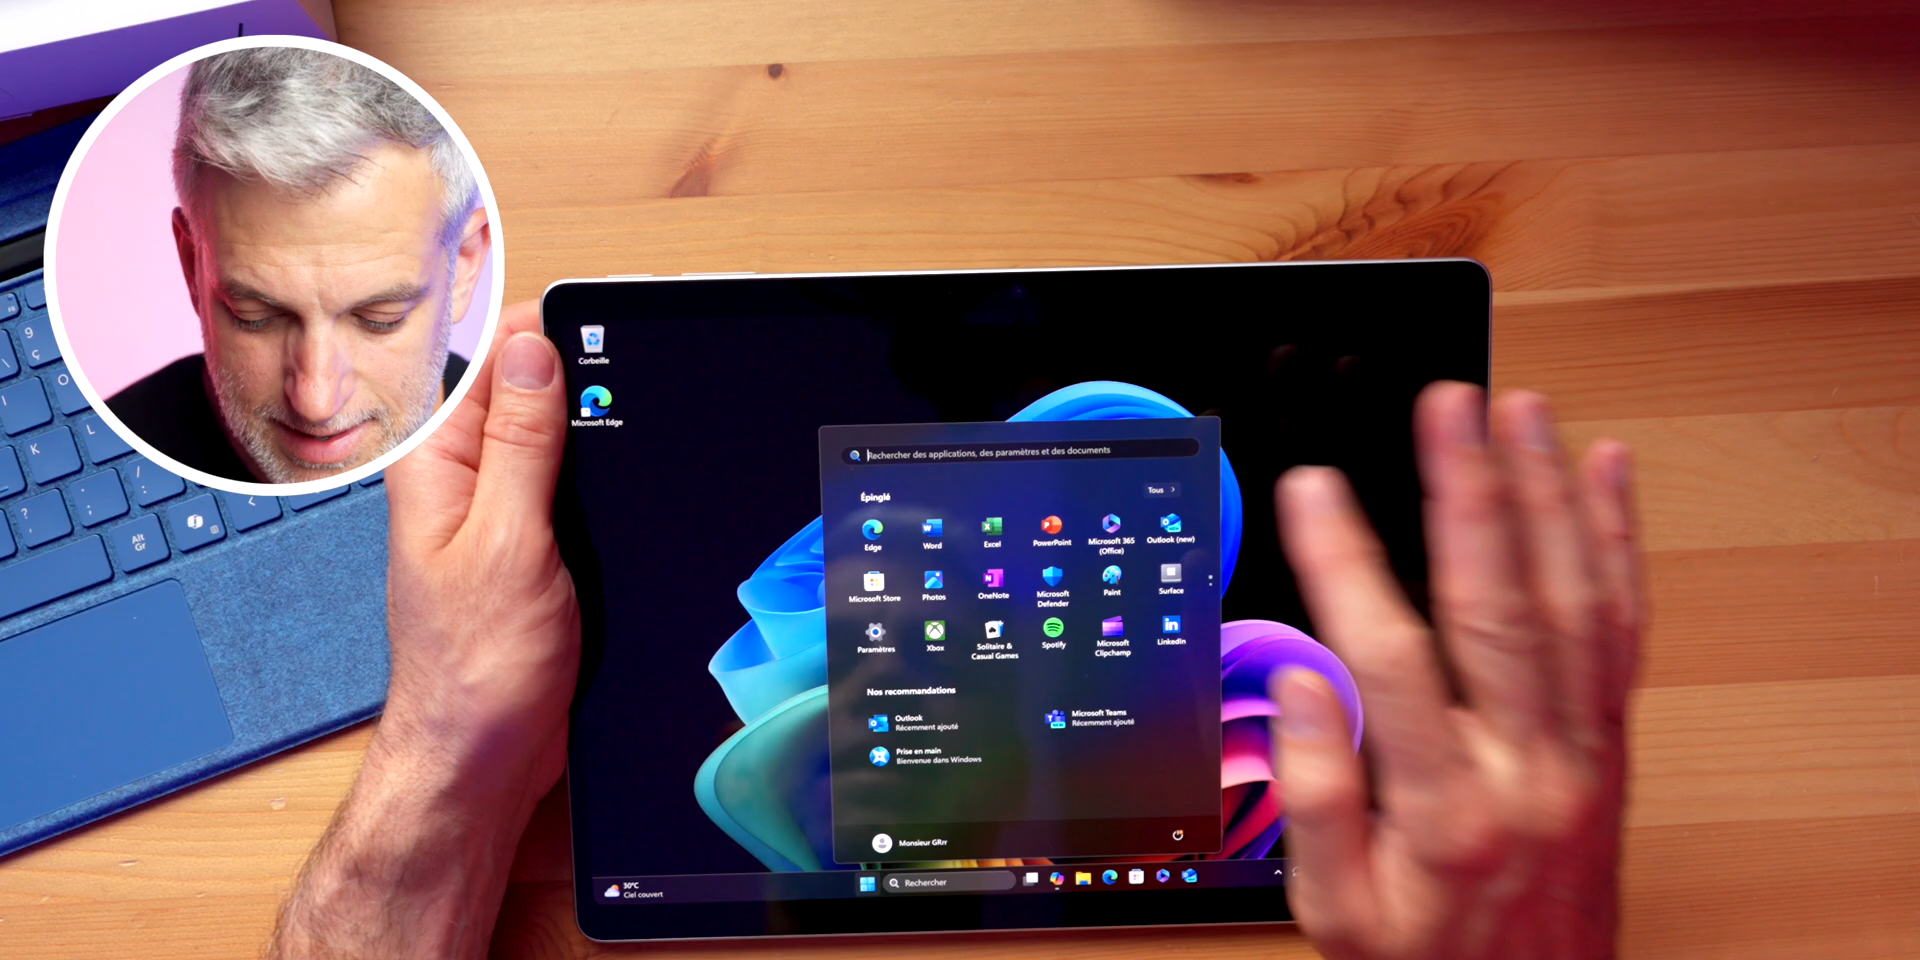 Corbeille
Microsoft Edge
Rechercher des applications, des paramètres et des documents
Épinglé
Tous >
Edge
Word
Excel
PowerPoint
Microsoft 365
(Office)
Outlook (new)
Microsoft Store
Photos
OneNote
Microsoft
Defender
Paint
Surface
Paramètres
Xbox
Solitaire &
Casual Games
Spotify
Microsoft
Clipchamp
LinkedIn
Nos recommandations
Outlook
Récemment ajouté
Microsoft Teams
Récemment ajouté
Prise en main
Bienvenue dans Windows
Monsieur GRrr
30°C
Ciel couvert
Rechercher
9
Ç
O
L
K
?
;
:
/
<
Alt
Gr